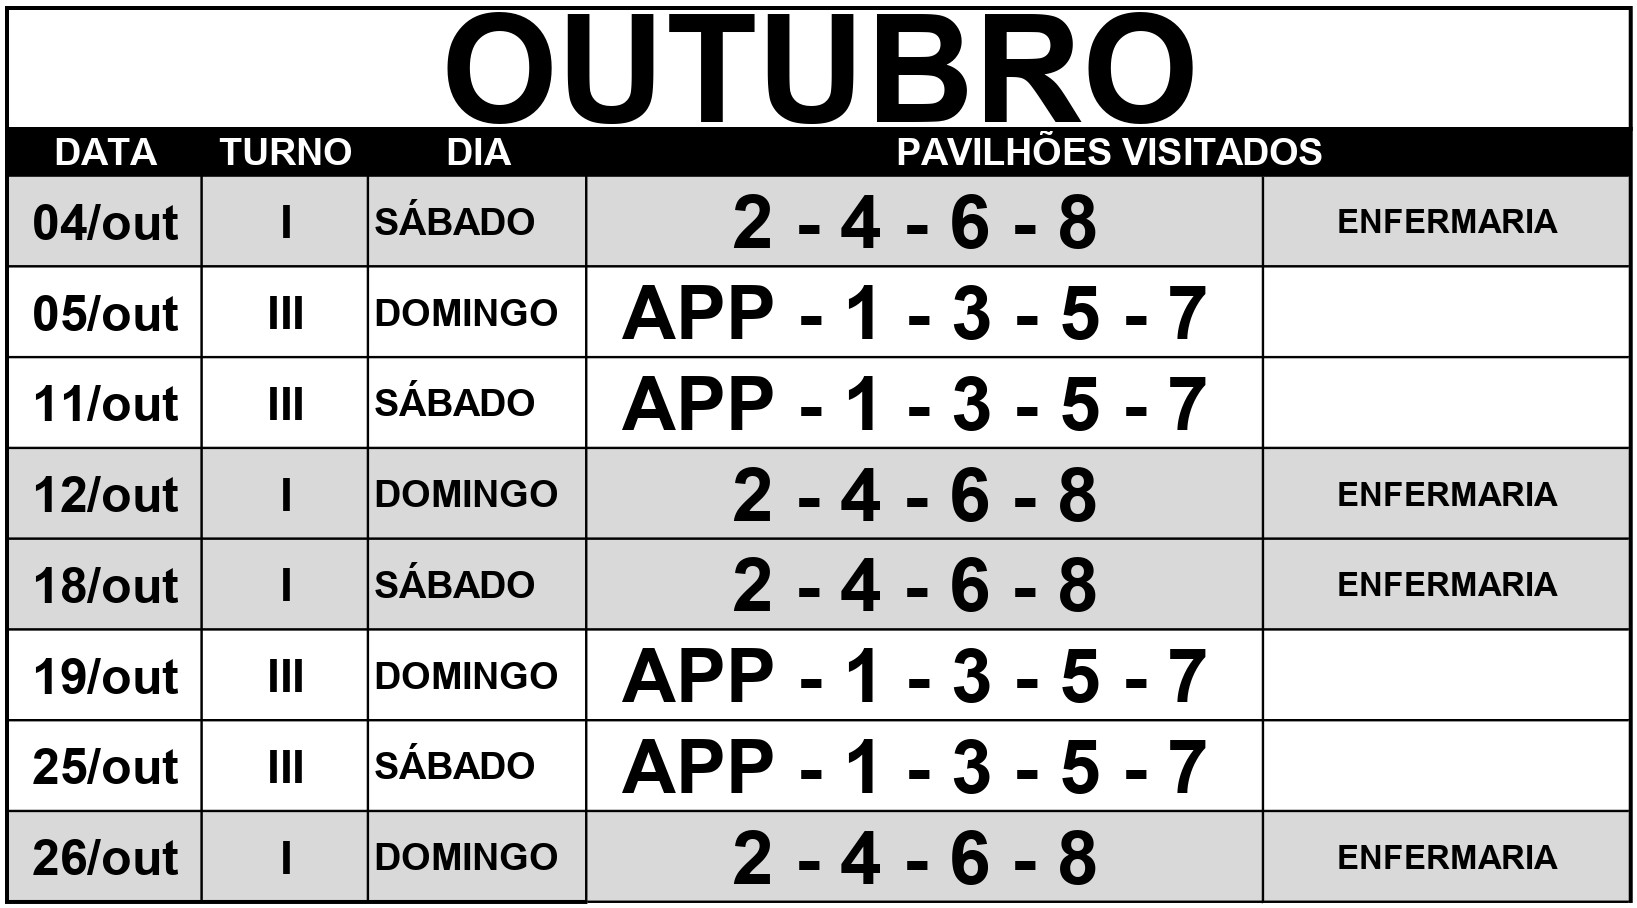 OUTUBRO
DATA TURNO DIA PAVILHÕES VISITADOS
04/out I SÁBADO 2 - 4 - 6 - 8 ENFERMARIA
05/out III DOMINGO APP - 1 - 3 - 5 - 7
11/out III SÁBADO APP - 1 - 3 - 5 - 7
12/out I DOMINGO 2 - 4 - 6 - 8 ENFERMARIA
18/out I SÁBADO 2 - 4 - 6 - 8 ENFERMARIA
19/out III DOMINGO APP - 1 - 3 - 5 - 7
25/out III SÁBADO APP - 1 - 3 - 5 - 7
26/out I DOMINGO 2 - 4 - 6 - 8 ENFERMARIA